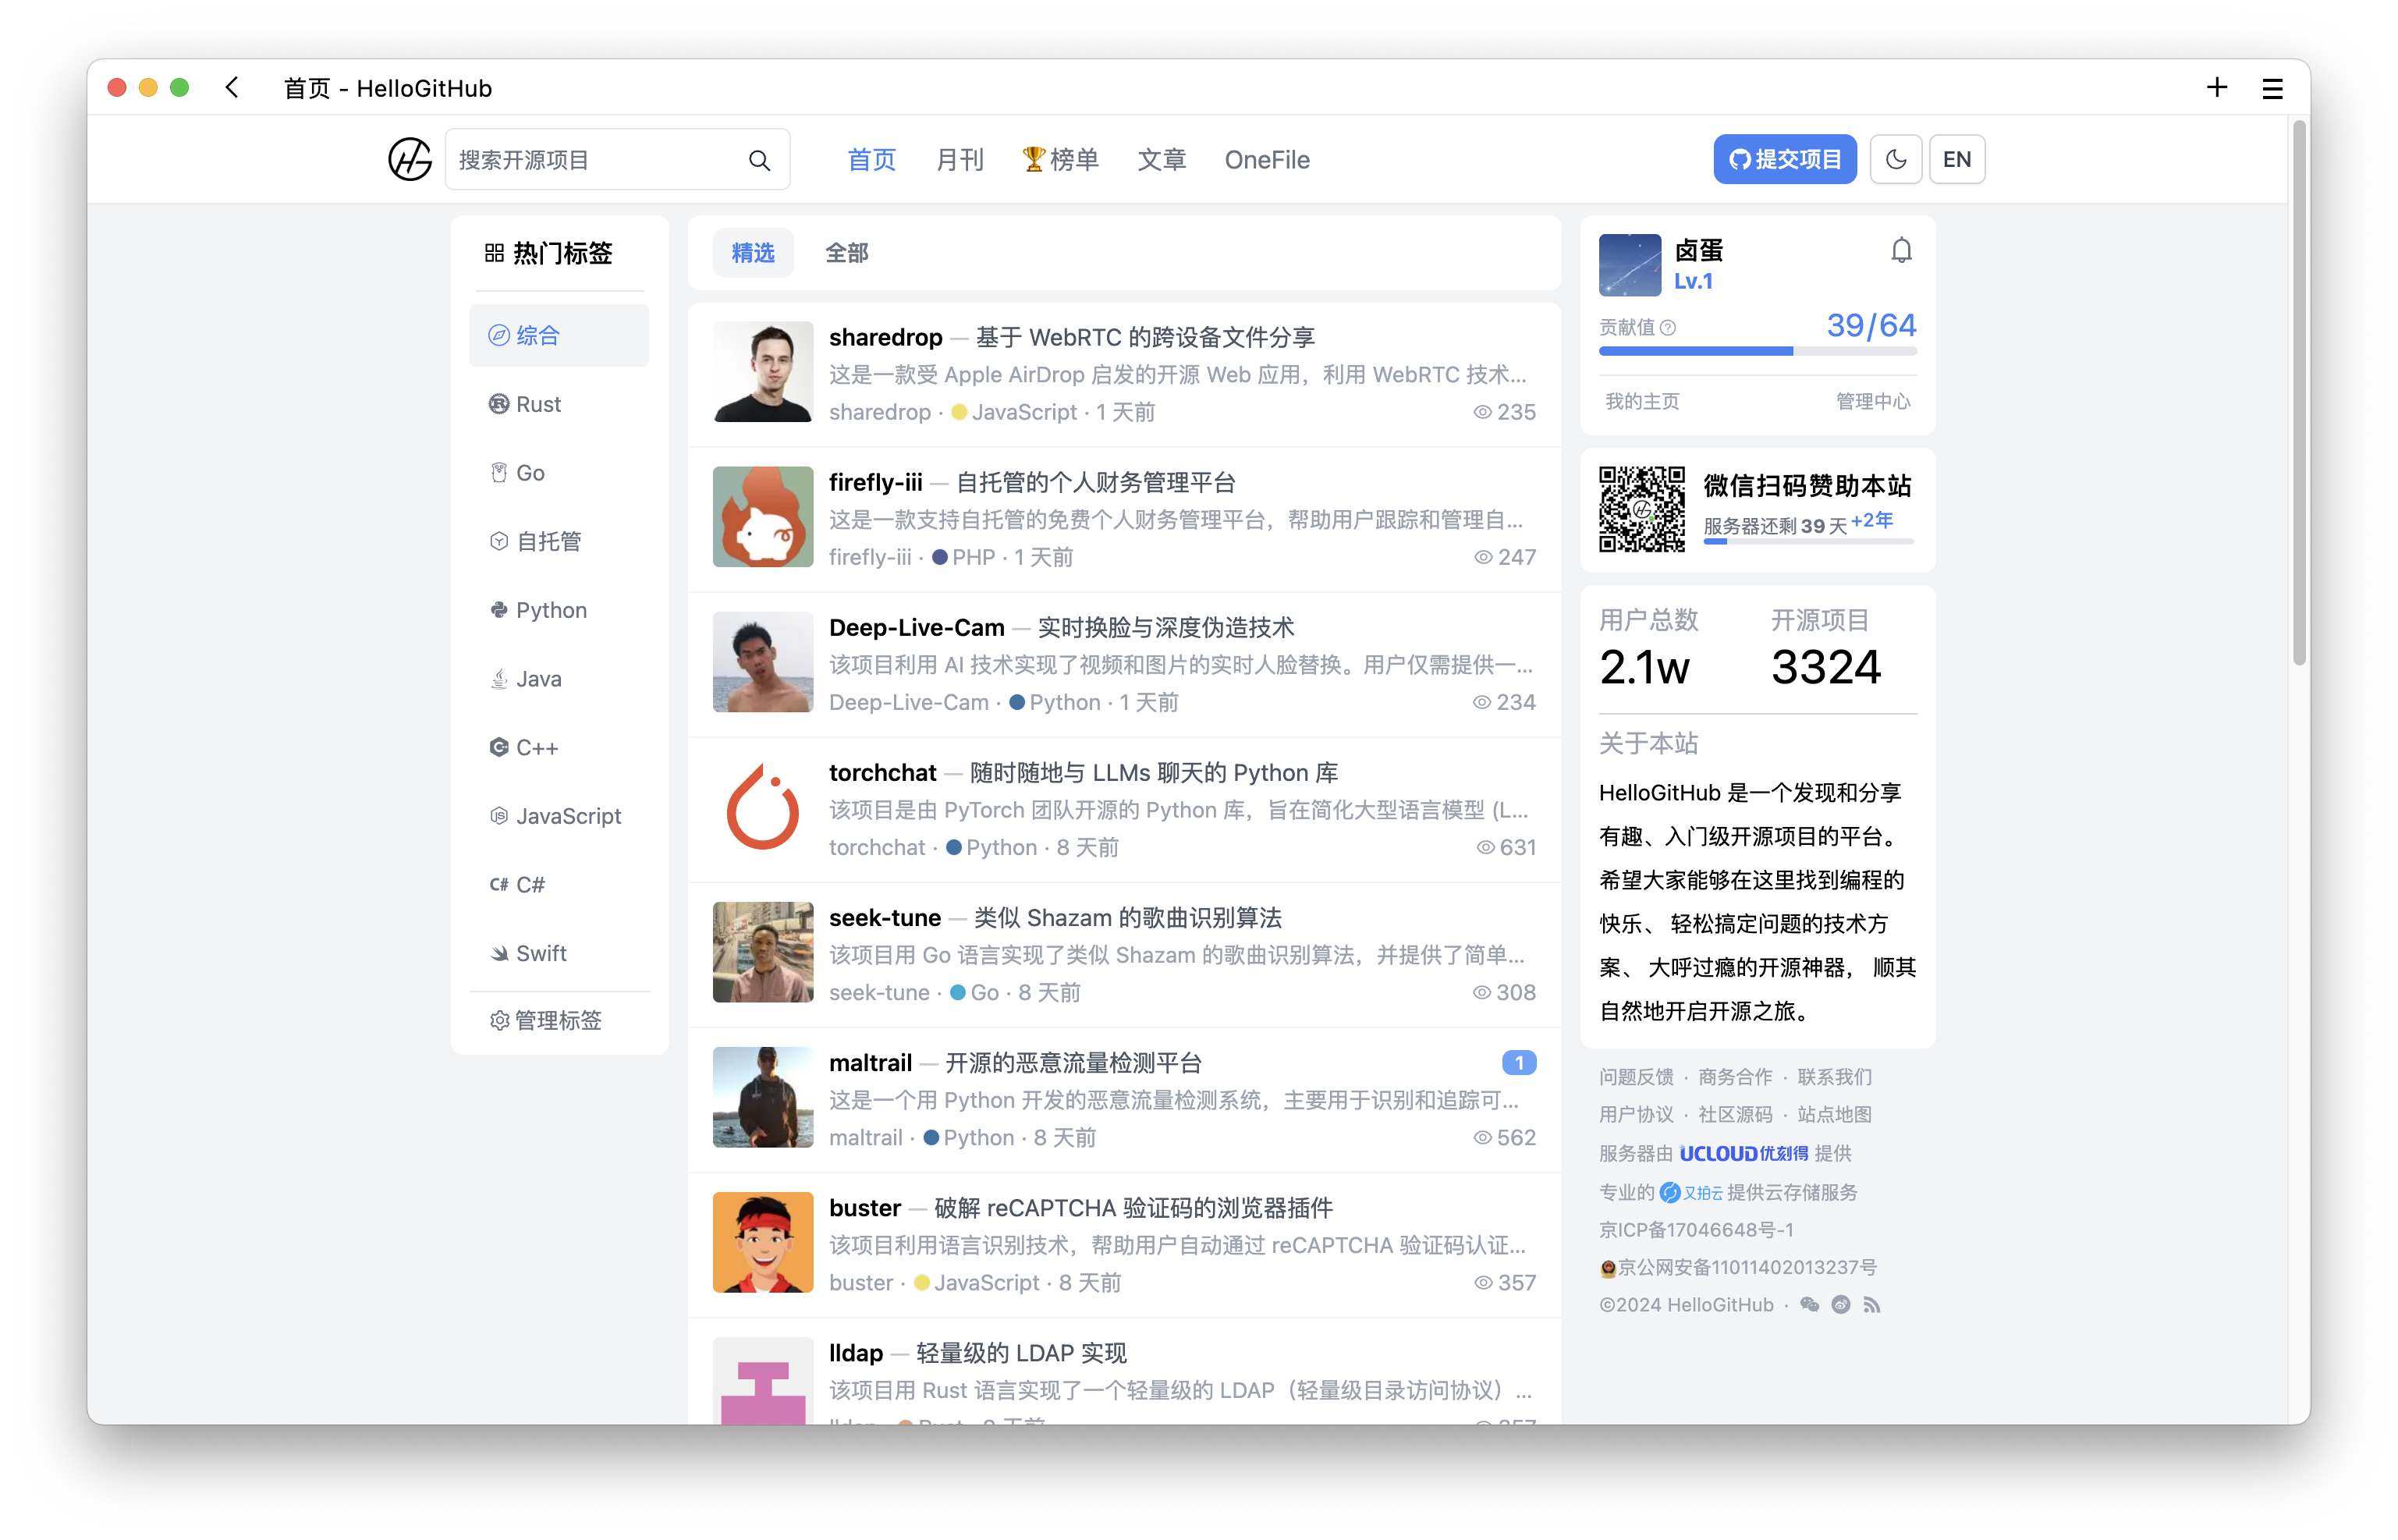 首页 - HelloGitHub
搜索开源项目
首页
月刊
🏆榜单
文章
OneFile
提交项目
EN
热门标签
综合
Rust
Go
自托管
Python
Java
C++
JavaScript
C# C#
Swift
管理标签
精选
全部
sharedrop — 基于 WebRTC 的跨设备文件分享
这是一款受 Apple AirDrop 启发的开源 Web 应用，利用 WebRTC 技术...
sharedrop · JavaScript · 1 天前 235
firefly-iii — 自托管的个人财务管理平台
这是一款支持自托管的免费个人财务管理平台，帮助用户跟踪和管理自...
firefly-iii · PHP · 1 天前 247
Deep-Live-Cam — 实时换脸与深度伪造技术
该项目利用 AI 技术实现了视频和图片的实时人脸替换。用户仅需提供一...
Deep-Live-Cam · Python · 1 天前 234
torchchat — 随时随地与 LLMs 聊天的 Python 库
该项目是由 PyTorch 团队开源的 Python 库，旨在简化大型语言模型 (L...
torchchat · Python · 8 天前 631
seek-tune — 类似 Shazam 的歌曲识别算法
该项目用 Go 语言实现了类似 Shazam 的歌曲识别算法，并提供了简单...
seek-tune · Go · 8 天前 308
maltrail — 开源的恶意流量检测平台 1
这是一个用 Python 开发的恶意流量检测系统，主要用于识别和追踪可...
maltrail · Python · 8 天前 562
buster — 破解 reCAPTCHA 验证码的浏览器插件
该项目利用语言识别技术，帮助用户自动通过 reCAPTCHA 验证码认证...
buster · JavaScript · 8 天前 357
lldap — 轻量级的 LDAP 实现
该项目用 Rust 语言实现了一个轻量级的 LDAP（轻量级目录访问协议）...
卤蛋
Lv.1
贡献值 39/64
我的主页 管理中心
微信扫码赞助本站
服务器还剩 39 天 +2年
用户总数 开源项目
2.1w 3324
关于本站
HelloGitHub 是一个发现和分享
有趣、入门级开源项目的平台。
希望大家能够在这里找到编程的
快乐、 轻松搞定问题的技术方
案、 大呼过瘾的开源神器， 顺其
自然地开启开源之旅。
问题反馈 · 商务合作 · 联系我们
用户协议 · 社区源码 · 站点地图
服务器由 UCLOUD优刻得 提供
专业的 又拍云 提供云存储服务
京ICP备17046648号-1
京公网安备11011402013237号
©2024 HelloGitHub ·